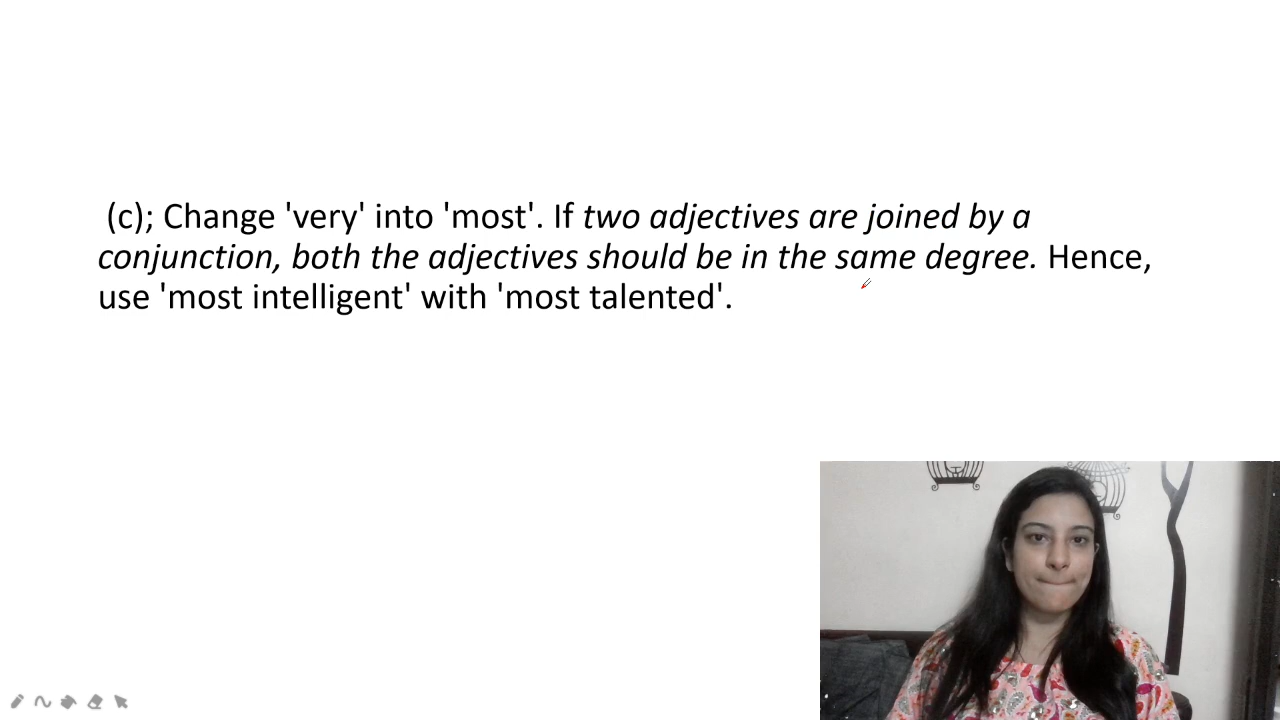 (c); Change 'very' into 'most'. If two adjectives are joined by a
conjunction, both the adjectives should be in the same degree. Hence,
use 'most intelligent' with 'most talented'.